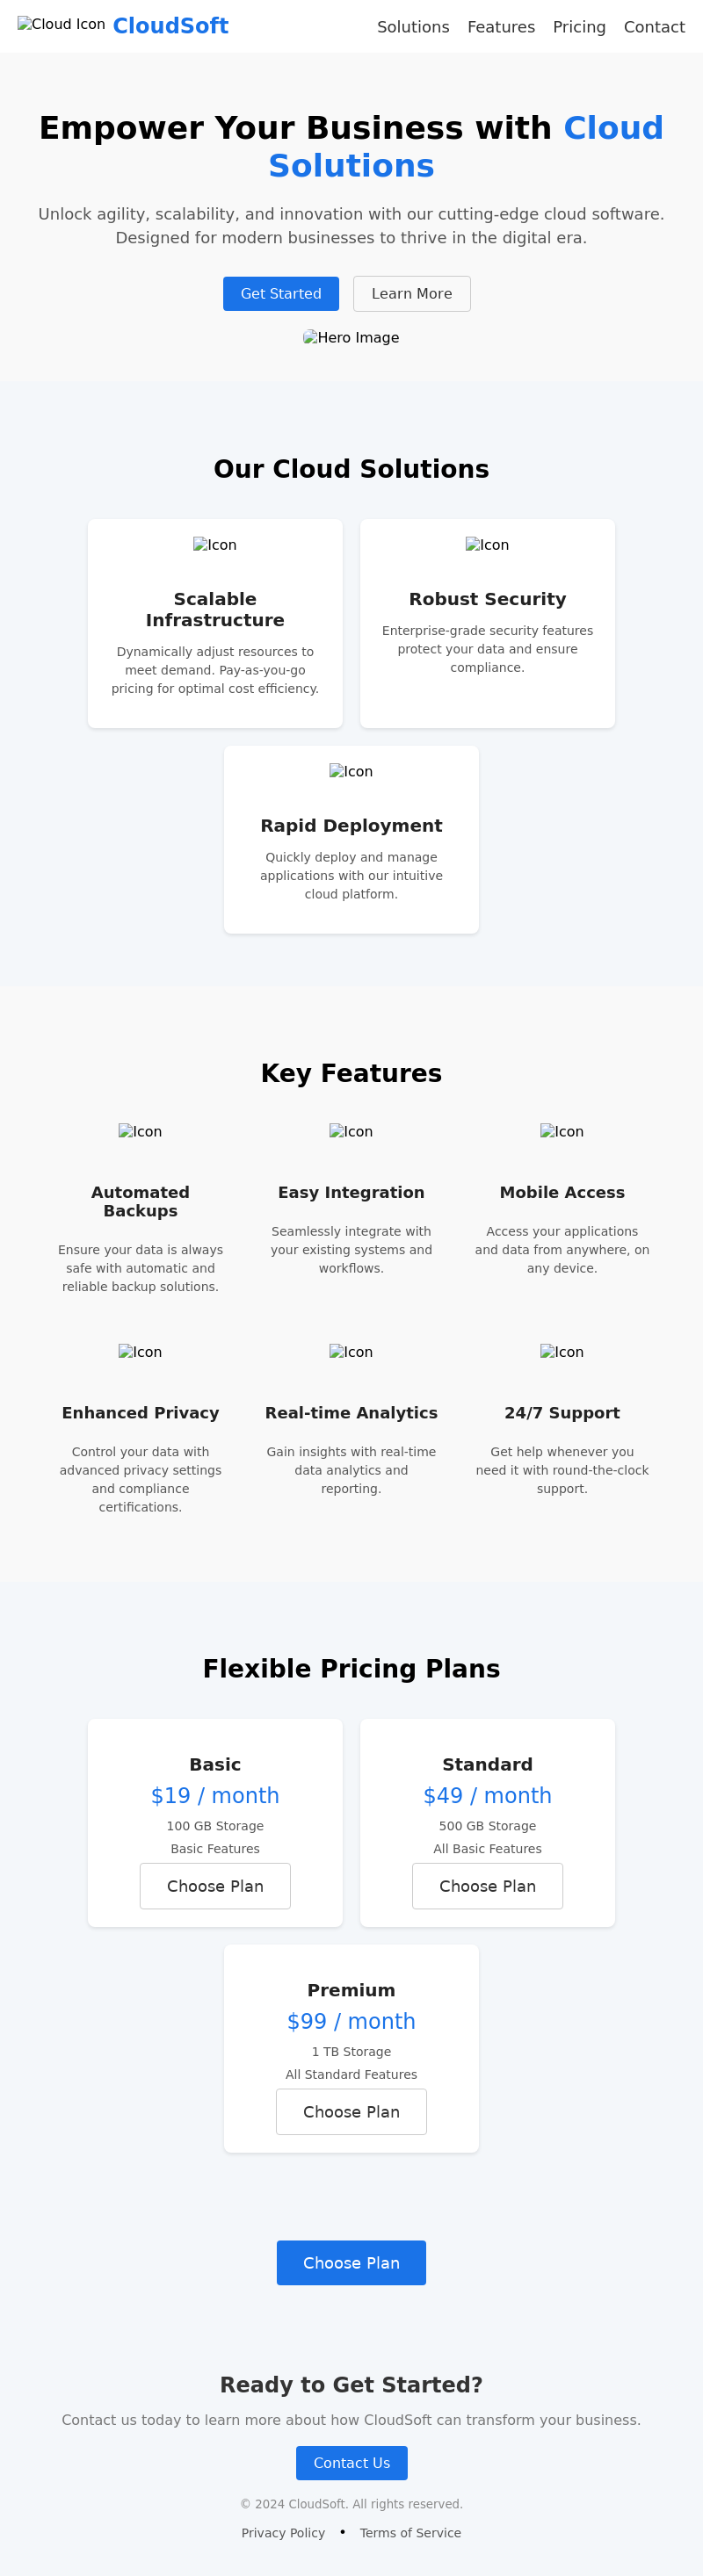 Cloud Icon CloudSoft Solutions Features Pricing Contact
Empower Your Business with Cloud
Solutions
Unlock agility, scalability, and innovation with our cutting-edge cloud software.
Designed for modern businesses to thrive in the digital era.
Get Started Learn More
Hero Image
Our Cloud Solutions
Icon
Scalable
Infrastructure
Dynamically adjust resources to
meet demand. Pay-as-you-go
pricing for optimal cost efficiency.
Icon
Robust Security
Enterprise-grade security features
protect your data and ensure
compliance.
Icon
Rapid Deployment
Quickly deploy and manage
applications with our intuitive
cloud platform.
Key Features
Icon
Automated
Backups
Ensure your data is always
safe with automatic and
reliable backup solutions.
Icon
Easy Integration
Seamlessly integrate with
your existing systems and
workflows.
Icon
Mobile Access
Access your applications
and data from anywhere, on
any device.
Icon
Enhanced Privacy
Control your data with
advanced privacy settings
and compliance
certifications.
Icon
Real-time Analytics
Gain insights with real-time
data analytics and
reporting.
Icon
24/7 Support
Get help whenever you
need it with round-the-clock
support.
Flexible Pricing Plans
Basic
$19 / month
100 GB Storage
Basic Features
Choose Plan
Standard
$49 / month
500 GB Storage
All Basic Features
Choose Plan
Premium
$99 / month
1 TB Storage
All Standard Features
Choose Plan
Choose Plan
Ready to Get Started?
Contact us today to learn more about how CloudSoft can transform your business.
Contact Us
© 2024 CloudSoft. All rights reserved.
Privacy Policy • Terms of Service